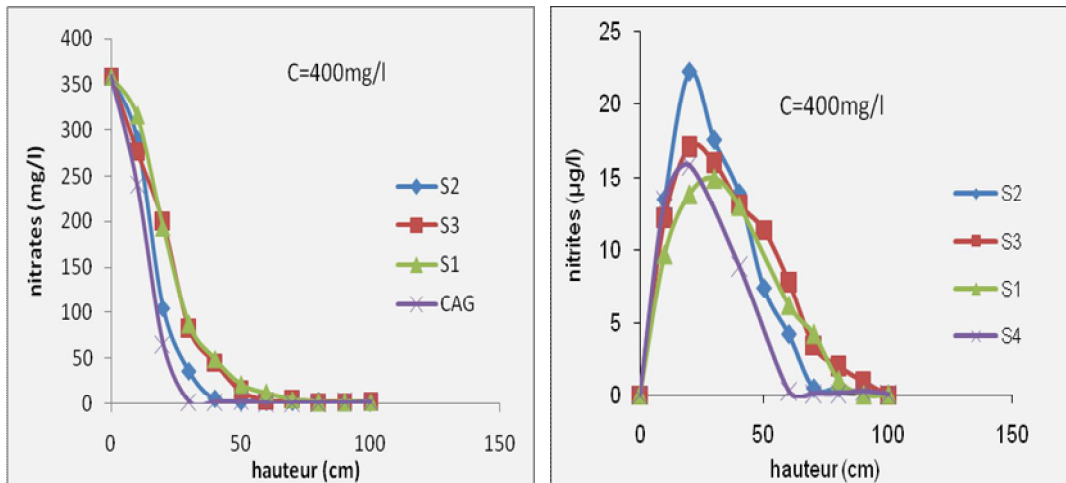 nitrates (mg/l)
400
350
300
250
200
150
100
50
0
C=400mg/l
S2
S3
S1
CAG
0
50
100
150
hauteur (cm)
nitrites (µg/l)
25
20
15
10
5
0
C=400mg/l
S2
S3
S1
S4
0
50
100
150
hauteur (cm)